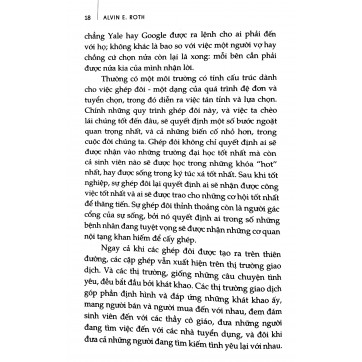 18 | ALVIN E. ROTH
chẳng Yale hay Google được ra lệnh cho ai phải đến
với họ; không khác là bao so với việc một người vợ hay
chồng cứ chọn nửa còn lại là xong: mỗi bên cần phải
được nửa kia của mình nhận lời.
Thường có một môi trường có tính cấu trúc dành
cho việc ghép đôi - một dạng của quá trình đệ đơn và
tuyển chọn, trong đó diễn ra việc tán tỉnh và lựa chọn.
Chính những quy trình ghép đôi này, và việc ta chèo
lái chúng tốt đến đâu, sẽ quyết định một số bước ngoặt
quan trọng nhất, và cả những biến cố nhỏ hơn, trong
cuộc đời chúng ta. Ghép đôi không chỉ quyết định ai sẽ
được nhận vào những trường đại học tốt nhất mà còn
cả sinh viên nào sẽ được học trong những khóa "hot"
nhất, hay được sống trong ký túc xá tốt nhất. Sau khi tốt
nghiệp, sự ghép đôi lại quyết định ai sẽ nhận được công
việc tốt nhất và ai sẽ được trao cho những cơ hội tốt nhất
để thăng tiến. Sự ghép đôi thỉnh thoảng còn là người gác
cổng của sự sống, bởi nó quyết định ai trong số những
bệnh nhân đang tuyệt vọng sẽ được nhận những cơ quan
nội tạng khan hiếm để cấy ghép.
Ngay cả khi các ghép đôi được tạo ra trên thiên
đường, các cặp ghép vẫn xuất hiện trên thị trường giao
dịch. Và các thị trường, giống những câu chuyện tình
yêu, đều bắt đầu bởi khát khao. Các thị trường giao dịch
góp phần định hình và đáp ứng những khát khao ấy,
mang người bán và người mua đến với nhau, đem đám
sinh viên đến với các thầy cô giáo, đưa những người
đang tìm việc đến với các nhà tuyển dụng, và đôi khi
đưa cả những người đang tìm kiếm tình yêu lại với nhau.